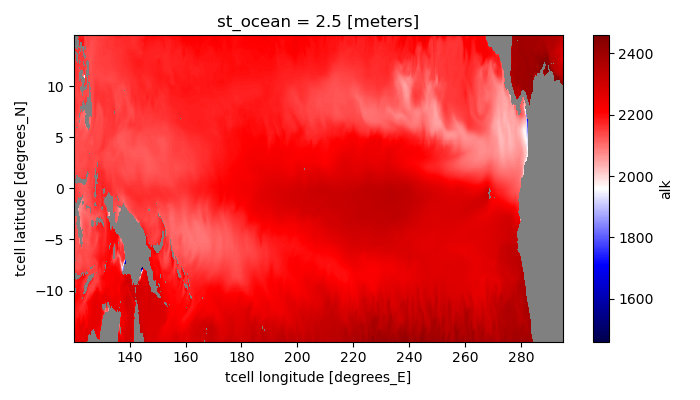 st_ocean = 2.5 [meters]
10
5
0
−5
−10
tcell latitude [degrees_N]
140 160 180 200 220 240 260 280
tcell longitude [degrees_E]
2400
2200
2000
1800
1600
alk